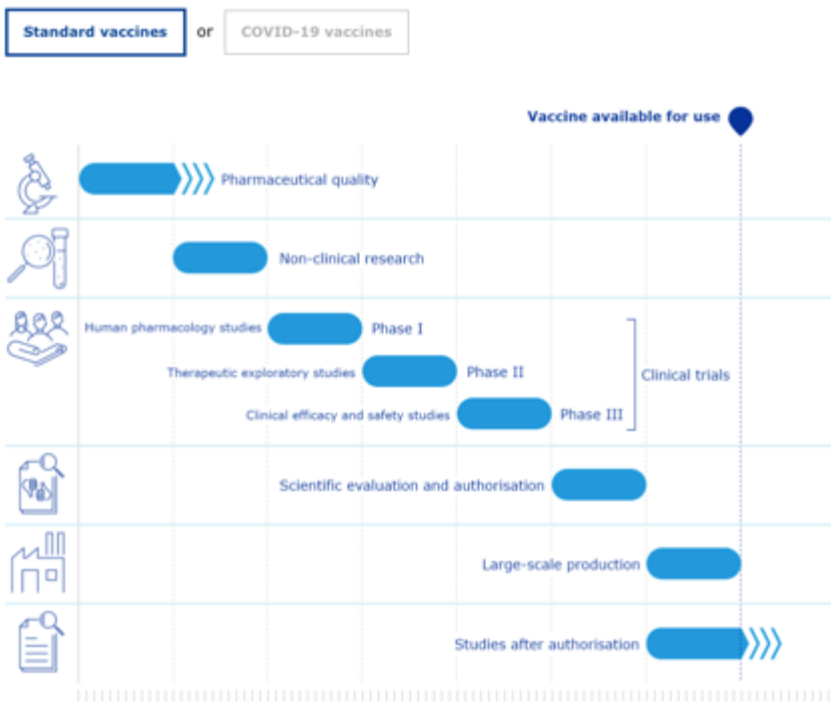 Standard vaccines or COVID-19 vaccines
Vaccine available for use
Pharmaceutical quality
Non-clinical research
Human pharmacology studies Phase I
Therapeutic exploratory studies Phase II
Clinical trials
Clinical efficacy and safety studies Phase III
Scientific evaluation and authorisation
Large-scale production
Studies after authorisation